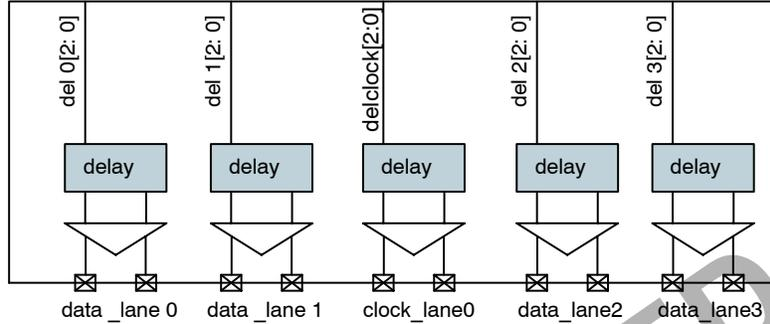 del 0[2: 0]
del 1[2: 0]
delclock[2:0]
del 2[2: 0]
del 3[2: 0]
delay
delay
delay
delay
delay
data _lane 0
data _lane 1
clock_lane0
data_lane2
data_lane3